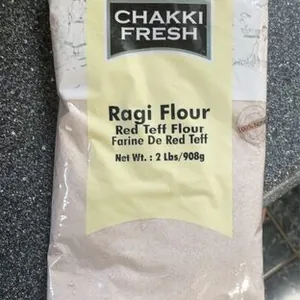 CHAKKI
FRESH
Ragi Flour
Red Teff Flour
Farine De Red Teff
Net Wt. : 2 Lbs/908g